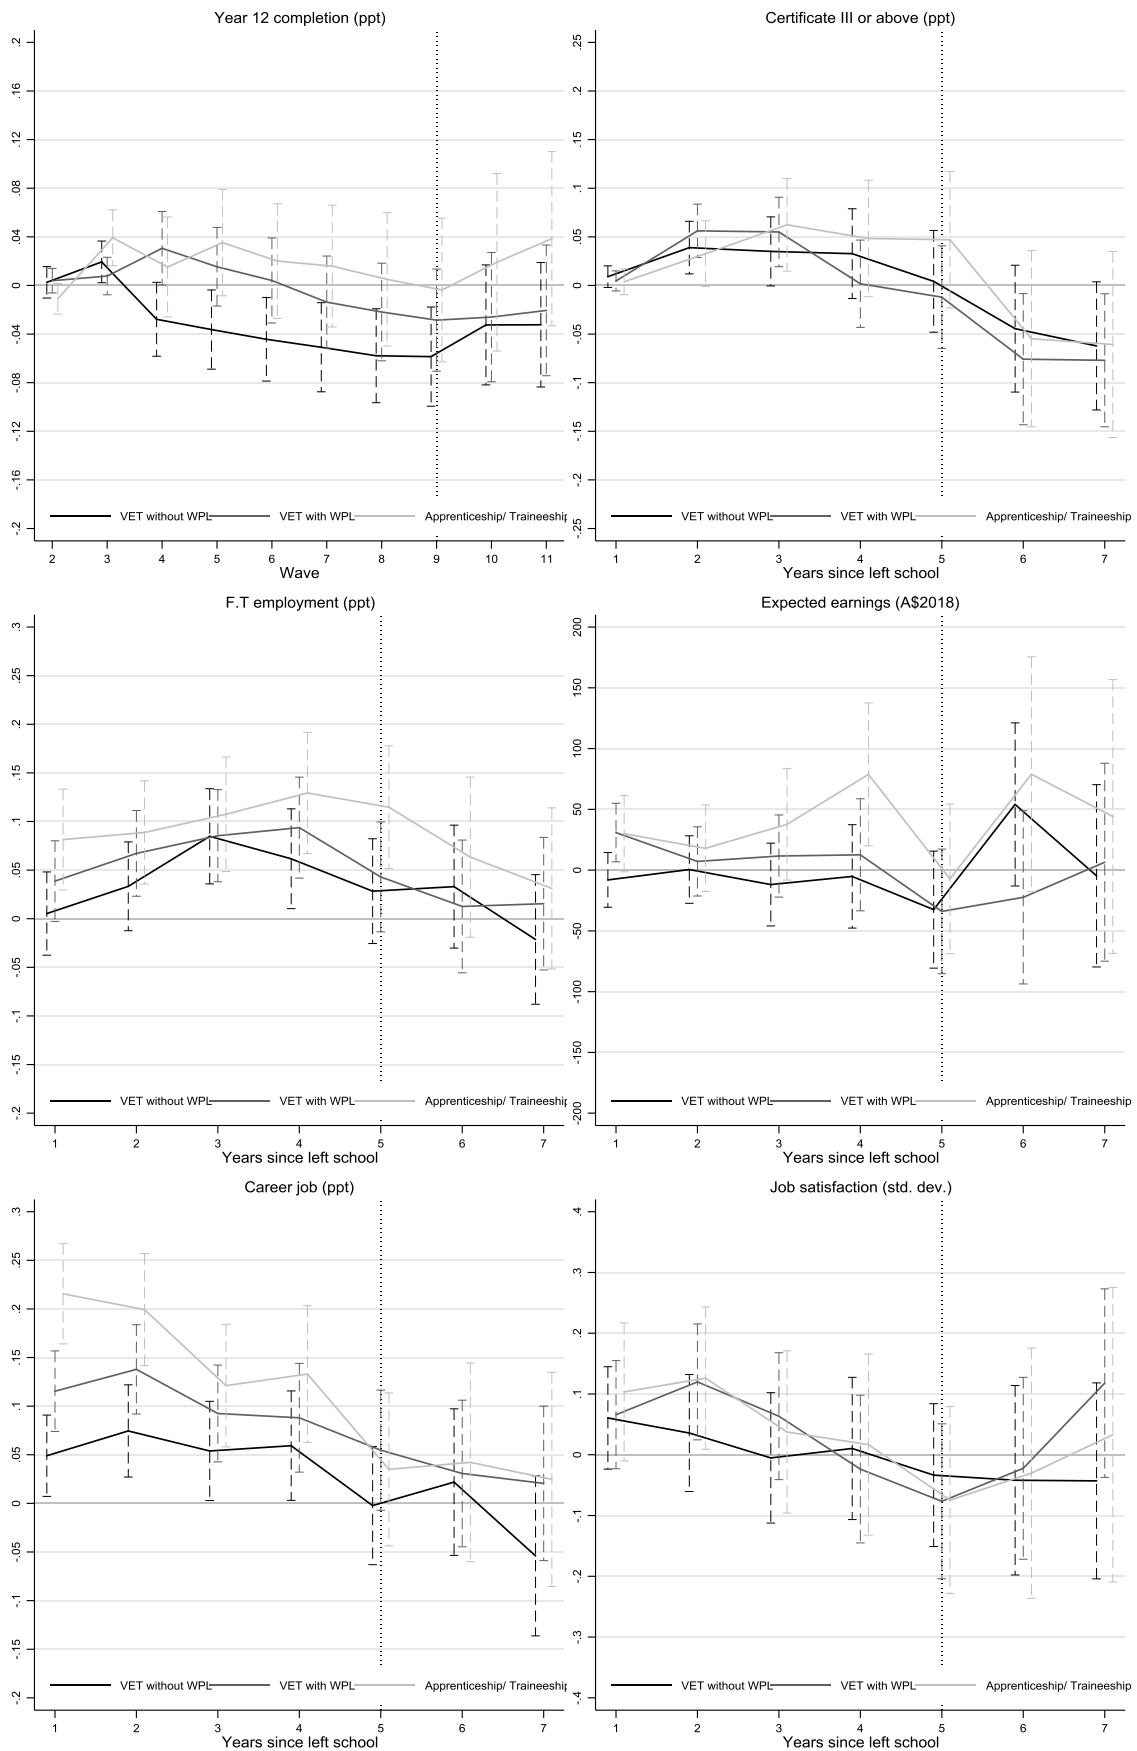 Year 12 completion (ppt)
.2
.16
.12
.08
.04
0
-.04
-.08
-.12
-.16
-.2
VET without WPL VET with WPL Apprenticeship/ Traineeship
2 3 4 5 6 7 8 9 10 11
Wave
Certificate III or above (ppt)
.25
.2
.15
.1
.05
0
-.05
-.1
-.15
-.2
-.25
VET without WPL VET with WPL Apprenticeship/ Traineeship
1 2 3 4 5 6 7
Years since left school
F.T employment (ppt)
.3
.25
.2
.15
.1
.05
0
-.05
-.1
-.15
-.2
VET without WPL VET with WPL Apprenticeship/ Traineeship
1 2 3 4 5 6 7
Years since left school
Expected earnings (A$2018)
200
150
100
50
0
-50
-100
-150
-200
VET without WPL VET with WPL Apprenticeship/ Traineeship
1 2 3 4 5 6 7
Years since left school
Career job (ppt)
.3
.25
.2
.15
.1
.05
0
-.05
-.1
-.15
-.2
VET without WPL VET with WPL Apprenticeship/ Traineeship
1 2 3 4 5 6 7
Years since left school
Job satisfaction (std. dev.)
.4
.3
.2
.1
0
-.1
-.2
-.3
-.4
VET without WPL VET with WPL Apprenticeship/ Traineeship
1 2 3 4 5 6 7
Years since left school